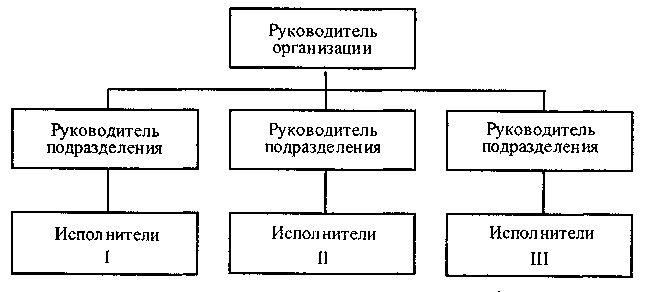 Руководитель
организации
Руководитель
подразделения
Руководитель
подразделения
Руководитель
подразделения
Исполнители
I
Исполнители
II
Исполнители
III